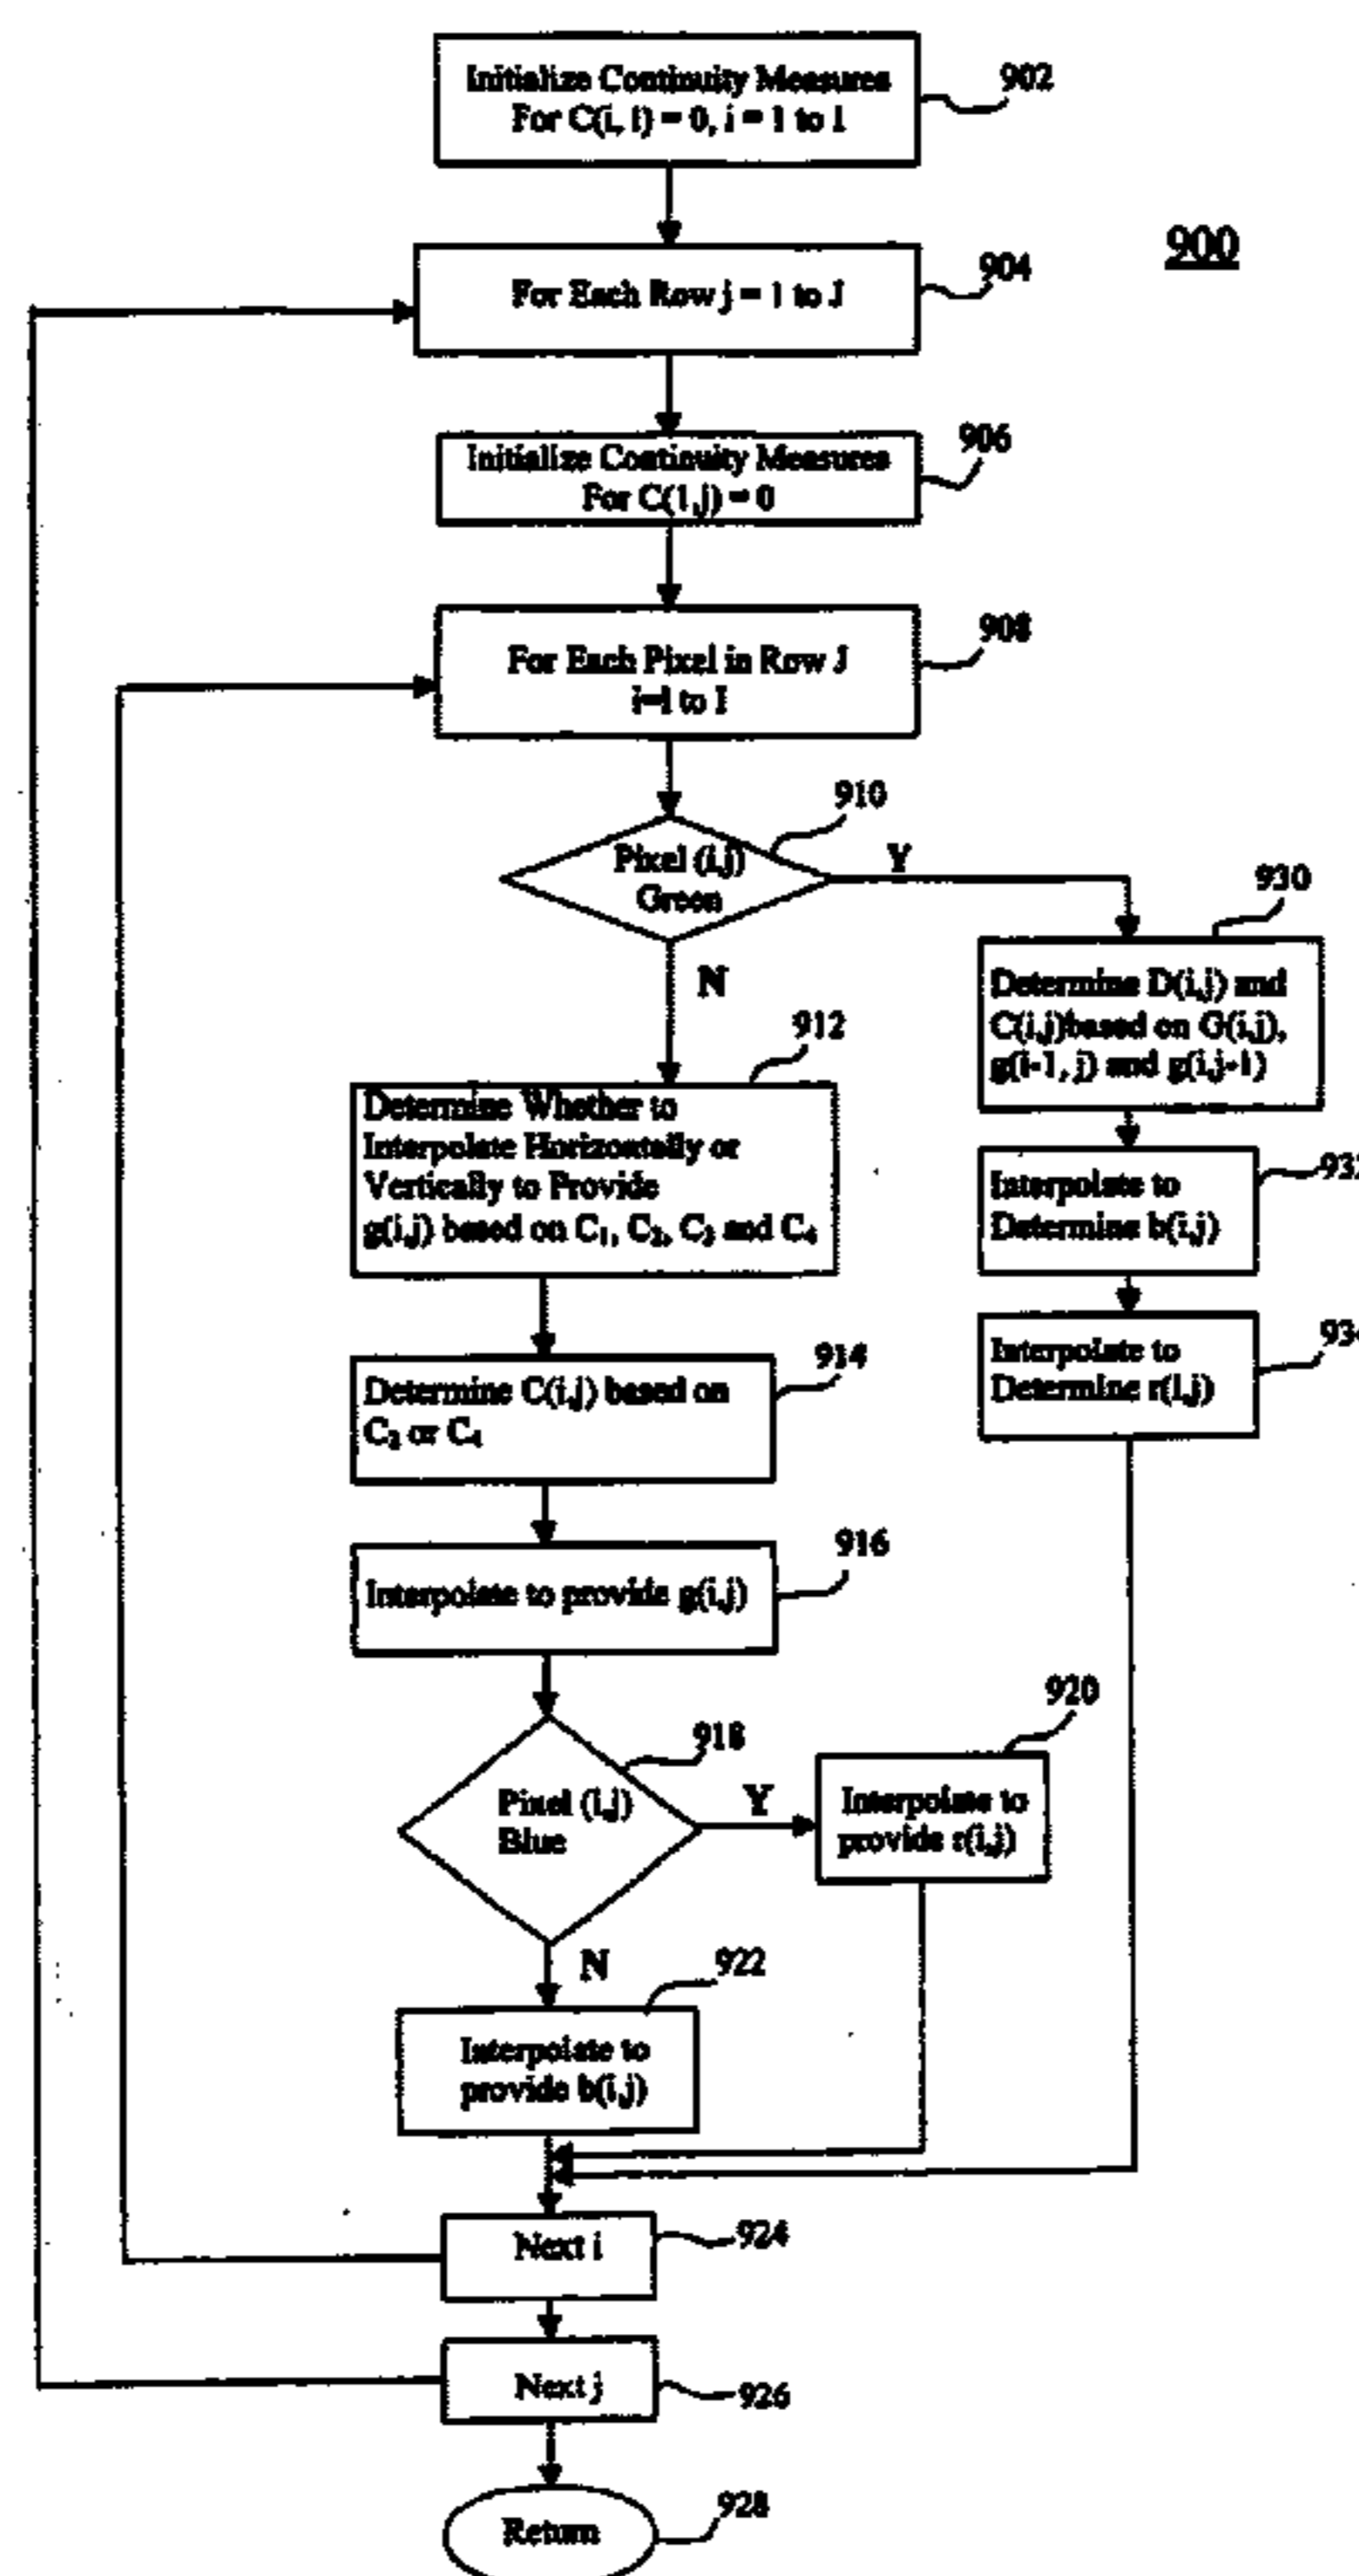 Initialize Continuity Measures
For C(i, 1) = 0, i = 1 to I
902
900
For Each Row j = 1 to J
904
Initialize Continuity Measures
For C(1,j) = 0
906
For Each Pixel in Row J
i=1 to I
908
Pixel (i,j)
Green
910
Y
N
930
Determine D(i,j) and
C(i,j)based on G(i,j),
g(i-1, j) and g(i,j-1)
912
Determine Whether to
Interpolate Horizontally or
Vertically to Provide
g(i,j) based on C₁, C₂, C₃ and C₄
Interpolate to
Determine b(i,j)
932
Interpolate to
Determine r(i,j)
934
Determine C(i,j) based on
C₂ or C₄
914
Interpolate to provide g(i,j)
916
Pixel (i,j)
Blue
918
Y
920
Interpolate to
provide r(i,j)
N
922
Interpolate to
provide b(i,j)
Next i
924
Next j
926
Return
928